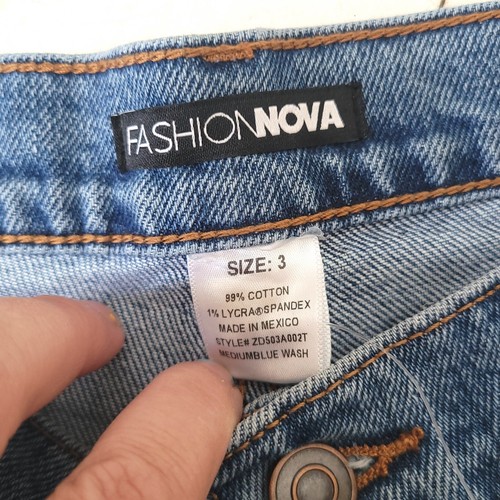 FASHIONNOVA
SIZE: 3
99% COTTON
1% LYCRA®SPANDEX
MADE IN MEXICO
STYLE# ZD503A002T
MEDIUMBLUE WASH